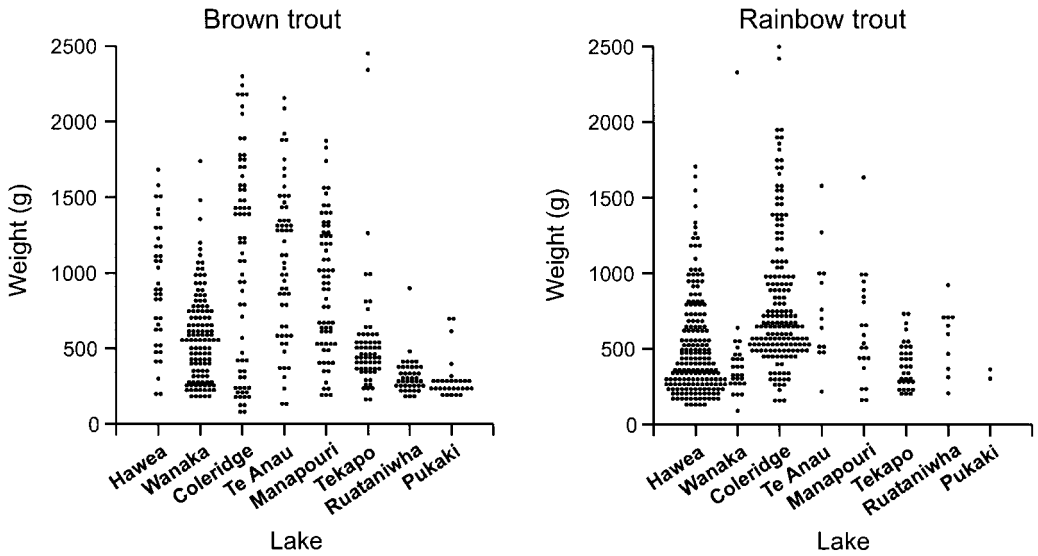 Brown trout
2500
2000
1500
1000
500
0
Weight (g)
Hawea
Wanaka
Coleridge
Te Anau
Manapouri
Tekapo
Ruataniwha
Pukaki
Lake
Rainbow trout
2500
2000
1500
1000
500
0
Weight (g)
Hawea
Wanaka
Coleridge
Te Anau
Manapouri
Tekapo
Ruataniwha
Pukaki
Lake